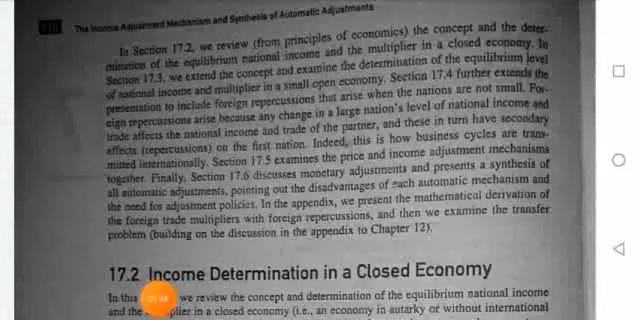 The Income Adjustment Mechanism and Synthesis of Automatic Adjustments
In Section 17.2, we review (from principles of economics) the concept and the deter-
mination of the equilibrium national income and the multiplier in a closed economy. In
Section 17.3, we extend the concept and examine the determination of the equilibrium level
of national income and multiplier in a small open economy. Section 17.4 further extends the
presentation to include foreign repercussions that arise when the nations are not small. For-
eign repercussions arise because any change in a large nation's level of national income and
trade affects the national income and trade of the partner, and these in turn have secondary
effects (repercussions) on the first nation. Indeed, this is how business cycles are trans-
mitted internationally. Section 17.5 examines the price and income adjustment mechanisms
together. Finally, Section 17.6 discusses monetary adjustments and presents a synthesis of
all automatic adjustments, pointing out the disadvantages of each automatic mechanism and
the need for adjustment policies. In the appendix, we present the mathematical derivation of
the foreign trade multipliers with foreign repercussions, and then we examine the transfer
problem (building on the discussion in the appendix to Chapter 12).
17.2 Income Determination in a Closed Economy
In this we review the concept and determination of the equilibrium national income
01:48
and the plier in a closed economy (i.e., an economy in autarky or without international